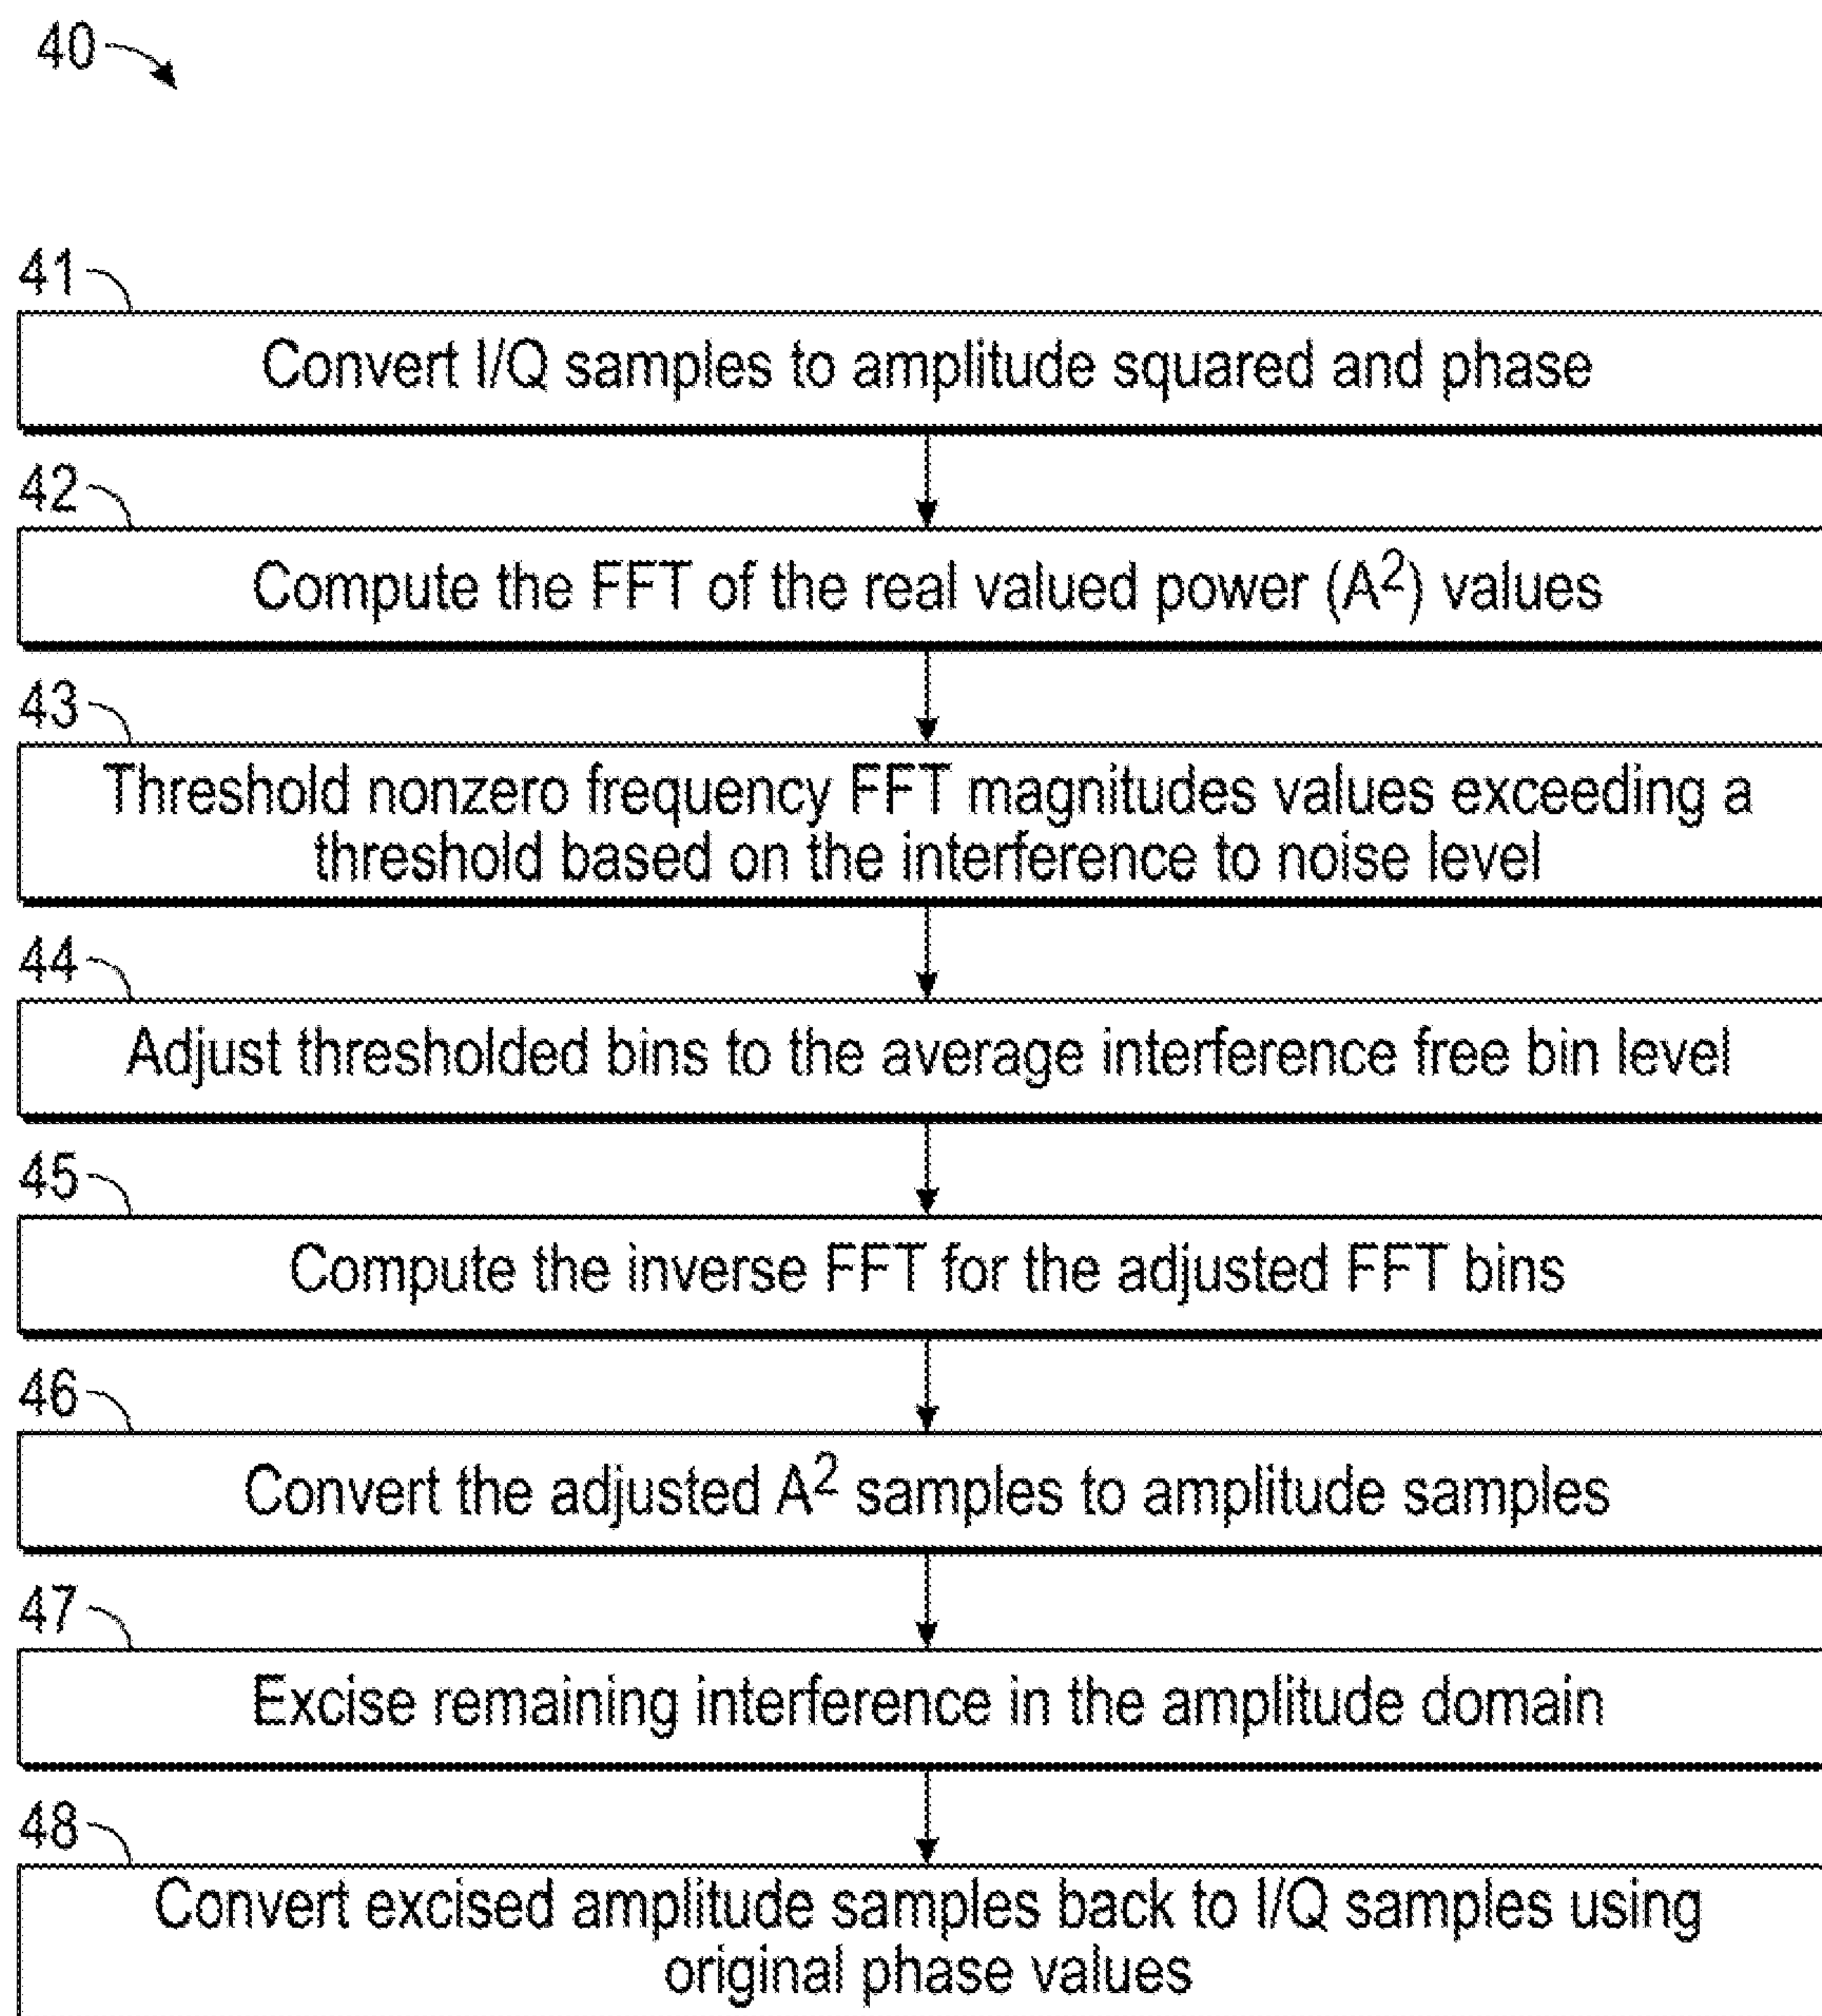 40
41
Convert I/Q samples to amplitude squared and phase
42
Compute the FFT of the real valued power (A²) values
43
Threshold nonzero frequency FFT magnitudes values exceeding a
threshold based on the interference to noise level
44
Adjust thresholded bins to the average interference free bin level
45
Compute the inverse FFT for the adjusted FFT bins
46
Convert the adjusted A² samples to amplitude samples
47
Excise remaining interference in the amplitude domain
48
Convert excised amplitude samples back to I/Q samples using
original phase values